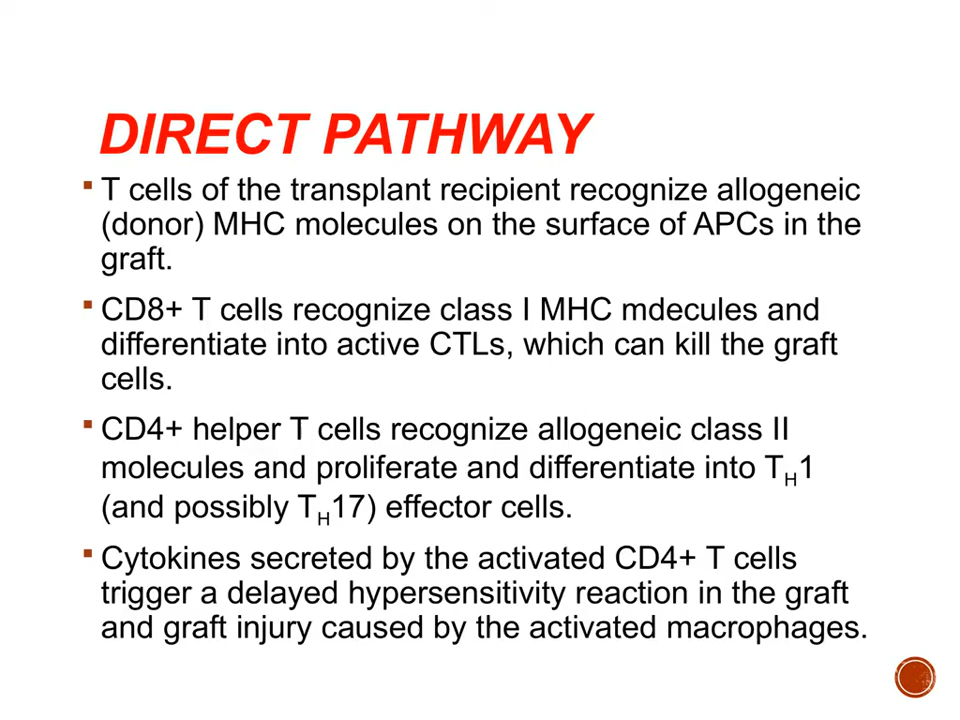 DIRECT PATHWAY
▪ T cells of the transplant recipient recognize allogeneic
(donor) MHC molecules on the surface of APCs in the
graft.
▪ CD8+ T cells recognize class I MHC mdecules and
differentiate into active CTLs, which can kill the graft
cells.
▪ CD4+ helper T cells recognize allogeneic class II
molecules and proliferate and differentiate into TH1
(and possibly TH17) effector cells.
▪ Cytokines secreted by the activated CD4+ T cells
trigger a delayed hypersensitivity reaction in the graft
and graft injury caused by the activated macrophages.